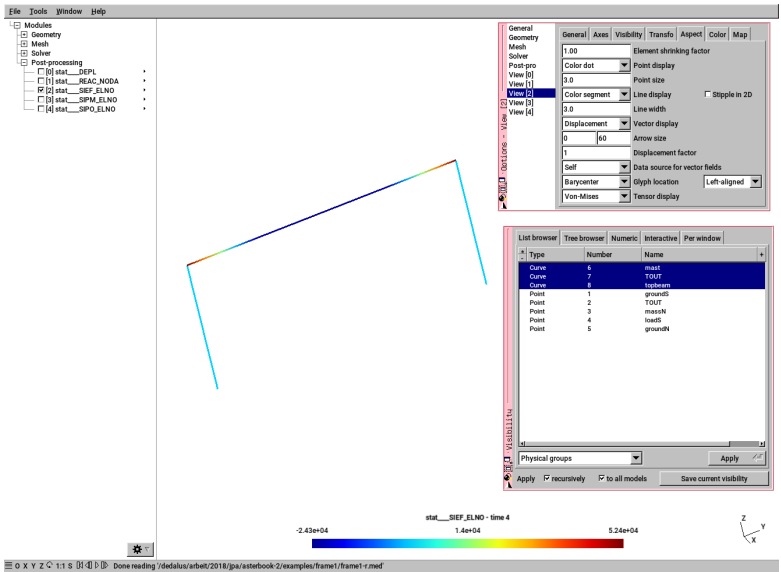 File Tools Window Help
Modules
Geometry
Mesh
Solver
Post-processing
[0] stat___DEPL
[1] stat___REAC_NODA
[2] stat___SIEF_ELNO
[3] stat___SIPM_ELNO
[4] stat___SIPO_ELNO
Options - View [2]
General
Geometry
Mesh
Solver
Post-pro
View [0]
View [1]
View [2]
View [3]
View [4]
General Axes Visibility Transfo Aspect Color Map
1.00 Element shrinking factor
Color dot Point display
3.0 Point size
Color segment Line display Stipple in 2D
3.0 Line width
Displacement Vector display
0 60 Arrow size
1 Displacement factor
Self Data source for vector fields
Barycenter Glyph location Left-aligned
Von-Mises Tensor display
Visibility
List browser Tree browser Numeric Interactive Per window
* - Type Number Name +
Curve 6 mast
Curve 7 TOUT
Curve 8 topbeam
Point 1 groundS
Point 2 TOUT
Point 3 massN
Point 4 loadS
Point 5 groundN
Physical groups Apply
Apply recursively to all models Save current visibility
stat___SIEF_ELNO - time 4
-2.43e+04 1.4e+04 5.24e+04
Z
Y
X
O X Y Z 1:1 S Done reading '/dedalus/arbeit/2018/jpa/asterbook-2/examples/frame1/frame1-r.med'